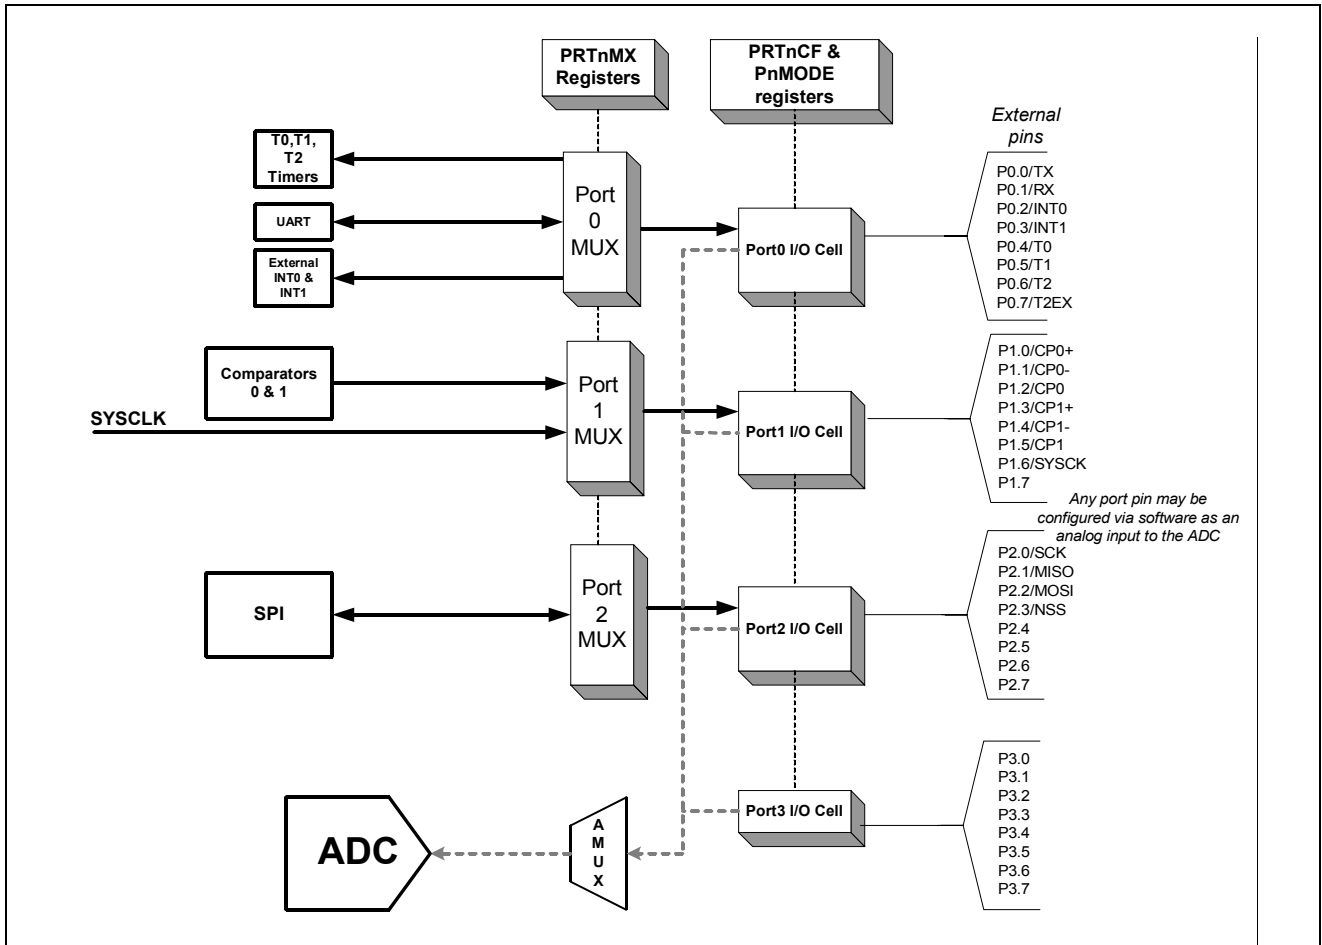 PRTnMX
Registers
PRTnCF &
PnMODE
registers
External
pins
T0,T1,
T2
Timers
UART
External
INT0 &
INT1
Port
0
MUX
Port0 I/O Cell
P0.0/TX
P0.1/RX
P0.2/INT0
P0.3/INT1
P0.4/T0
P0.5/T1
P0.6/T2
P0.7/T2EX
Comparators
0 & 1
SYSCLK
Port
1
MUX
Port1 I/O Cell
P1.0/CP0+
P1.1/CP0-
P1.2/CP0
P1.3/CP1+
P1.4/CP1-
P1.5/CP1
P1.6/SYSCK
P1.7
Any port pin may be
configured via software as an
analog input to the ADC
SPI
Port
2
MUX
Port2 I/O Cell
P2.0/SCK
P2.1/MISO
P2.2/MOSI
P2.3/NSS
P2.4
P2.5
P2.6
P2.7
ADC
A
M
U
X
Port3 I/O Cell
P3.0
P3.1
P3.2
P3.3
P3.4
P3.5
P3.6
P3.7